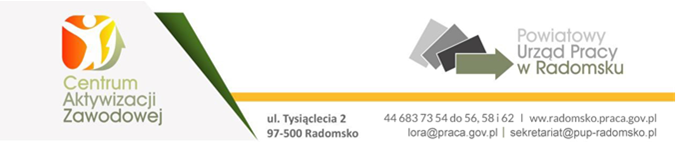 Centrum
Aktywizacji
Zawodowej
Powiatowy
Urząd Pracy
w Radomsku
ul. Tysiąclecia 2
97-500 Radomsko
44 683 73 54 do 56, 58 i 62 I ww.radomsko.praca.gov.pl
lora@praca.gov.pl | sekretariat@pup-radomsko.pl